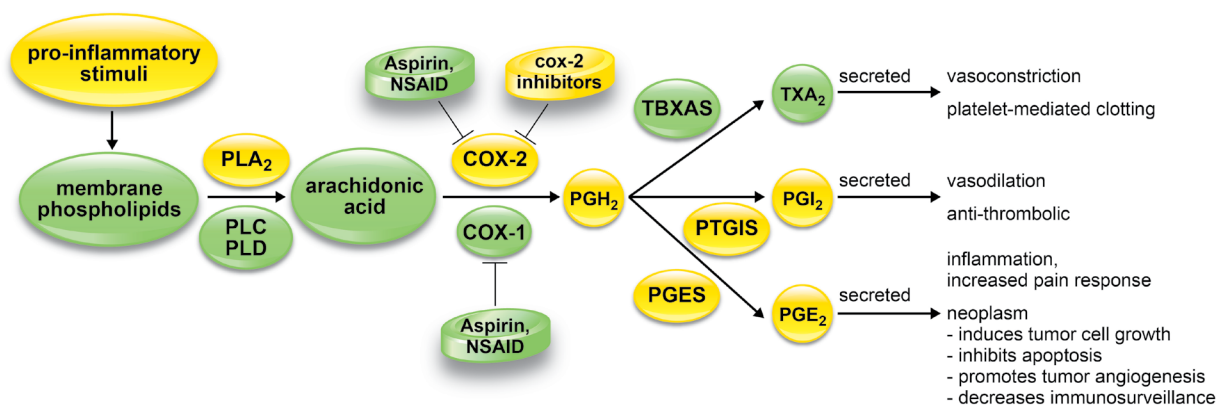 pro-inflammatory
stimuli
membrane
phospholipids
PLA2
PLC
PLD
arachidonic
acid
Aspirin,
NSAID
cox-2
inhibitors
COX-2
COX-1
Aspirin,
NSAID
PGH2
TBXAS
PTGIS
PGES
TXA2
secreted
vasoconstriction
platelet-mediated clotting
PGI2
secreted
vasodilation
anti-thrombolic
PGE2
secreted
inflammation,
increased pain response
neoplasm
- induces tumor cell growth
- inhibits apoptosis
- promotes tumor angiogenesis
- decreases immunosurveillance